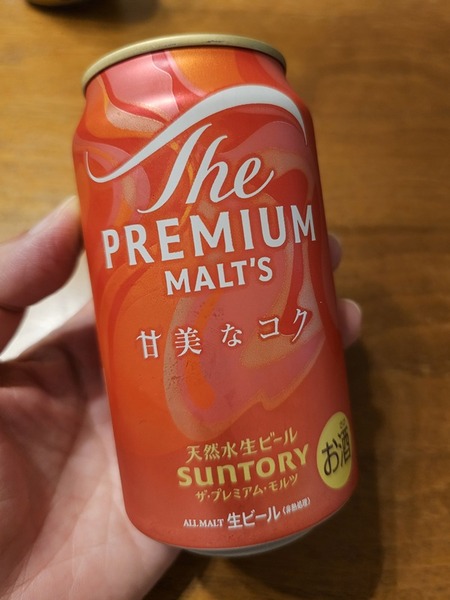 The
PREMIUM
MALT'S
甘美なコク
天然水生ビール
SUNTORY
お酒
ザ・プレミアム・モルツ
ALL MALT 生ビール（非熱処理）